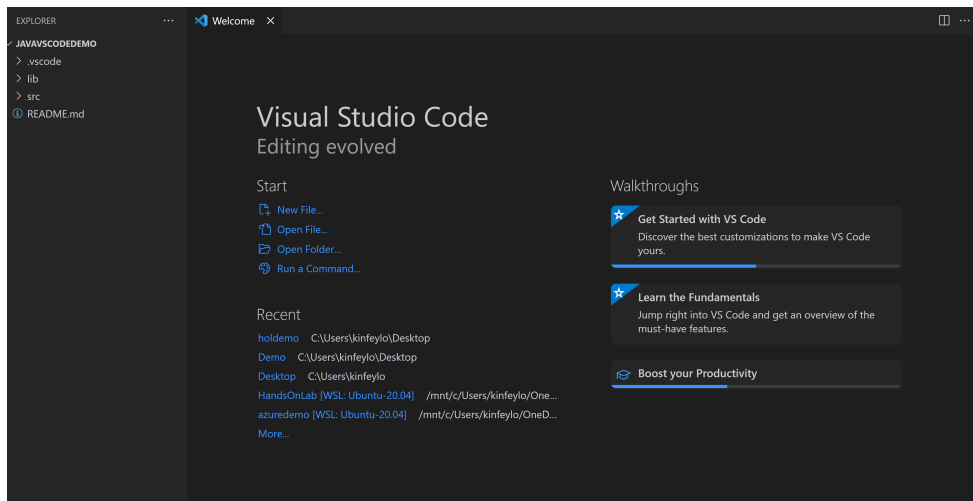 EXPLORER
JAVAVSCODEDEMO
.vscode
lib
src
README.md
Welcome
Visual Studio Code
Editing evolved
Start
New File...
Open File...
Open Folder...
Run a Command...
Recent
holdemo C:\Users\kinfeylo\Desktop
Demo C:\Users\kinfeylo\Desktop
Desktop C:\Users\kinfeylo
HandsOnLab [WSL: Ubuntu-20.04] /mnt/c/Users/kinfeylo/One...
azuredemo [WSL: Ubuntu-20.04] /mnt/c/Users/kinfeylo/OneD...
More...
Walkthroughs
Get Started with VS Code
Discover the best customizations to make VS Code
yours.
Learn the Fundamentals
Jump right into VS Code and get an overview of the
must-have features.
Boost your Productivity